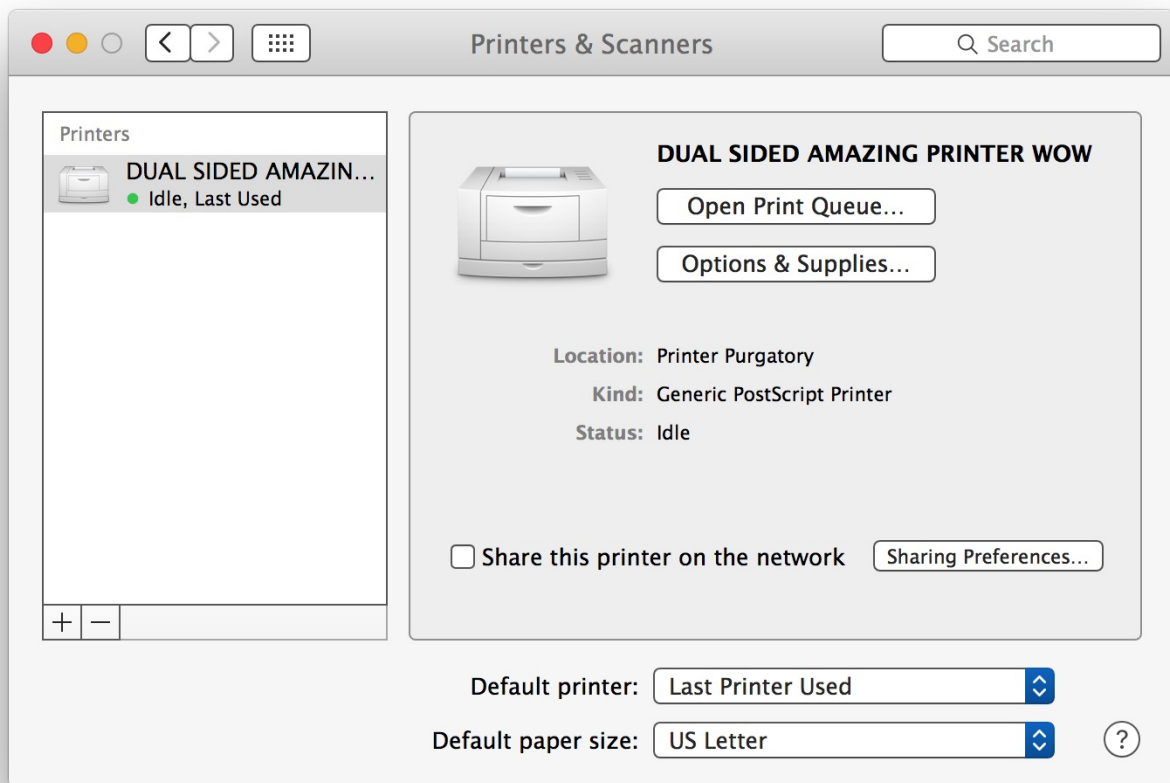 Printers & Scanners
Search
Printers
DUAL SIDED AMAZIN...
Idle, Last Used
DUAL SIDED AMAZING PRINTER WOW
Open Print Queue...
Options & Supplies...
Location: Printer Purgatory
Kind: Generic PostScript Printer
Status: Idle
Share this printer on the network
Sharing Preferences...
+ −
Default printer: Last Printer Used
Default paper size: US Letter
?